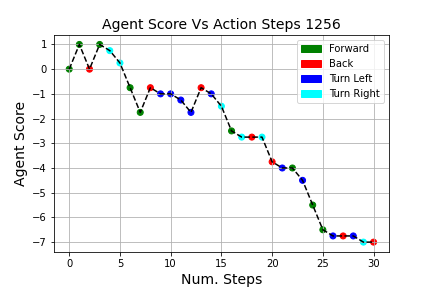 Agent Score Vs Action Steps 1256
Forward
Back
Turn Left
Turn Right
1
0
−1
−2
−3
−4
−5
−6
−7
Agent Score
0
5
10
15
20
25
30
Num. Steps